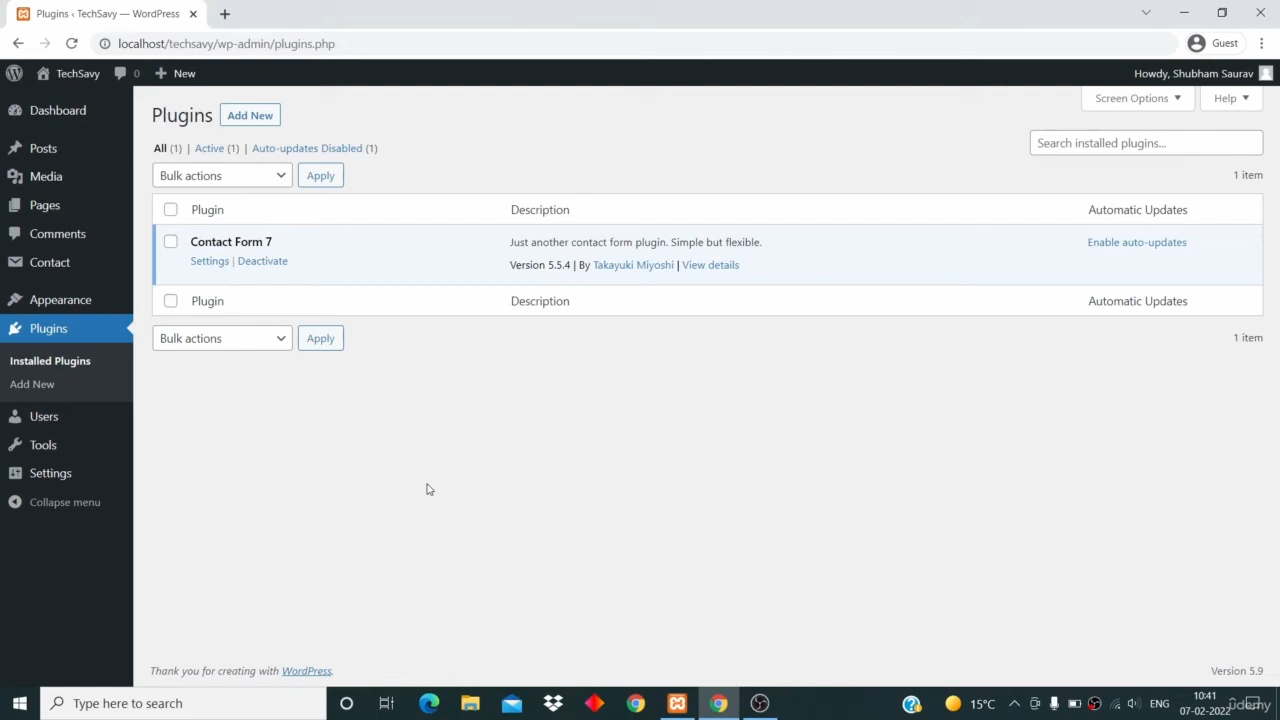 Plugins ‹ TechSavy — WordPress
localhost/techsavy/wp-admin/plugins.php
Guest
TechSavy 0 New
Howdy, Shubham Saurav
Dashboard
Posts
Media
Pages
Comments
Contact
Appearance
Plugins
Installed Plugins
Add New
Users
Tools
Settings
Collapse menu
Screen Options Help
Plugins Add New
All (1) | Active (1) | Auto-updates Disabled (1)
Search installed plugins...
Bulk actions Apply
1 item
Plugin Description Automatic Updates
Contact Form 7 Just another contact form plugin. Simple but flexible. Enable auto-updates
Settings | Deactivate Version 5.5.4 | By Takayuki Miyoshi | View details
Plugin Description Automatic Updates
Bulk actions Apply
1 item
Thank you for creating with WordPress. Version 5.9
Type here to search
15°C
ENG
10:41
07-02-2022
udemy